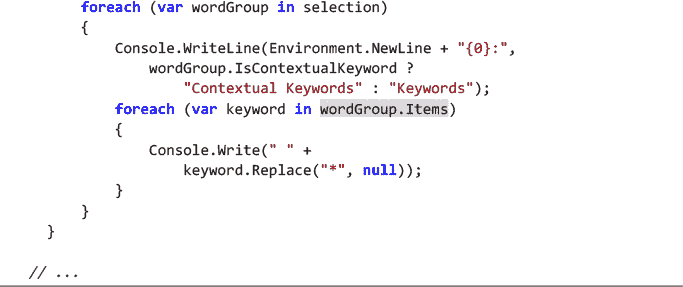 foreach (var wordGroup in selection)
{
Console.WriteLine(Environment.NewLine + "{0}:",
wordGroup.IsContextualKeyword ?
"Contextual Keywords" : "Keywords");
foreach (var keyword in wordGroup.Items)
{
Console.Write(" " +
keyword.Replace("*", null));
}
}
}
// ...